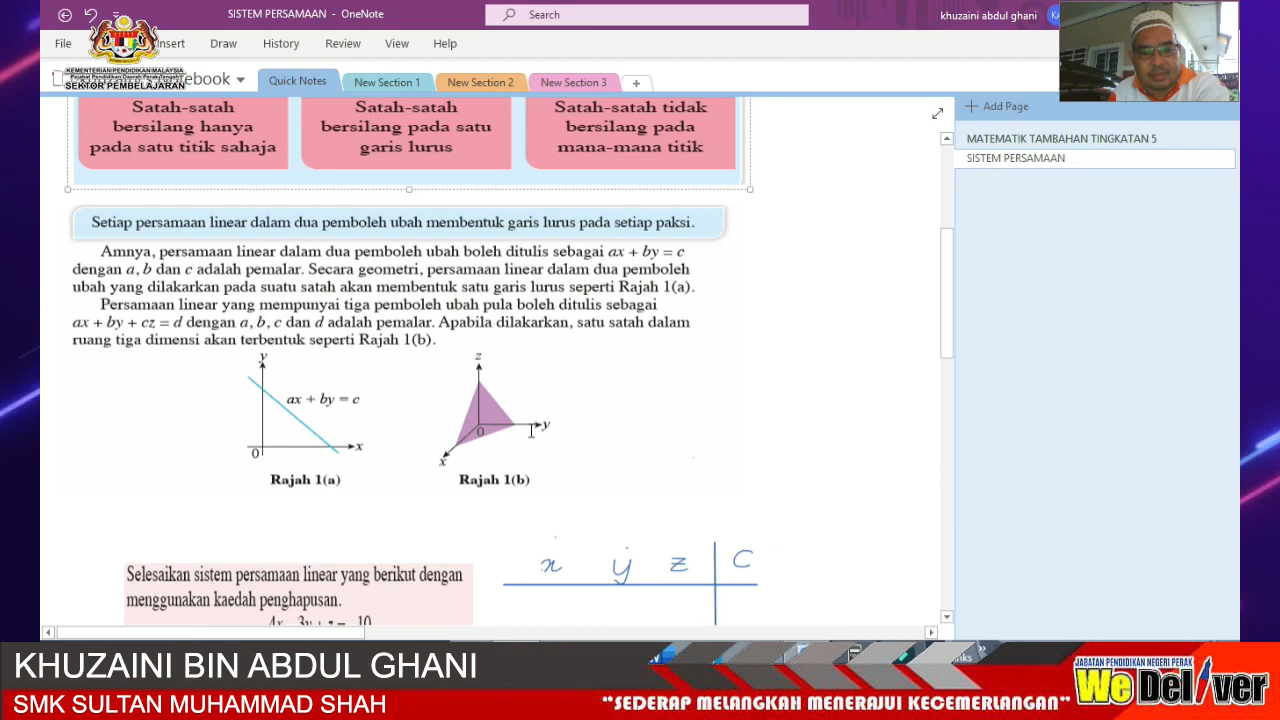 SISTEM PERSAMAAN - OneNote
Search
khuzaini abdul ghani
File
Insert
Draw
History
Review
View
Help
KEMENTERIAN PENDIDIKAN MALAYSIA
Pejabat Pendidikan Daerah Perak Tengah
SEKTOR PEMBELAJARAN
Notebook
Quick Notes
New Section 1
New Section 2
New Section 3
Add Page
MATEMATIK TAMBAHAN TINGKATAN 5
SISTEM PERSAMAAN
Satah-satah
bersilang hanya
pada satu titik sahaja
Satah-satah
bersilang pada satu
garis lurus
Satah-satah tidak
bersilang pada
mana-mana titik
Setiap persamaan linear dalam dua pemboleh ubah membentuk garis lurus pada setiap paksi.
Amnya, persamaan linear dalam dua pemboleh ubah boleh ditulis sebagai ax + by = c
dengan a, b dan c adalah pemalar. Secara geometri, persamaan linear dalam dua pemboleh
ubah yang dilakarkan pada suatu satah akan membentuk satu garis lurus seperti Rajah 1(a).
Persamaan linear yang mempunyai tiga pemboleh ubah pula boleh ditulis sebagai
ax + by + cz = d dengan a, b, c dan d adalah pemalar. Apabila dilakarkan, satu satah dalam
ruang tiga dimensi akan terbentuk seperti Rajah 1(b).
y
ax + by = c
0
x
Rajah 1(a)
z
0
y
x
Rajah 1(b)
x y z C
Selesaikan sistem persamaan linear yang berikut dengan
menggunakan kaedah penghapusan.
KHUZAINI BIN ABDUL GHANI
SMK SULTAN MUHAMMAD SHAH
"SEDERAP MELANGKAH MENERAJUI KECEMERLANGAN"
JABATAN PENDIDIKAN NEGERI PERAK
We Deliver